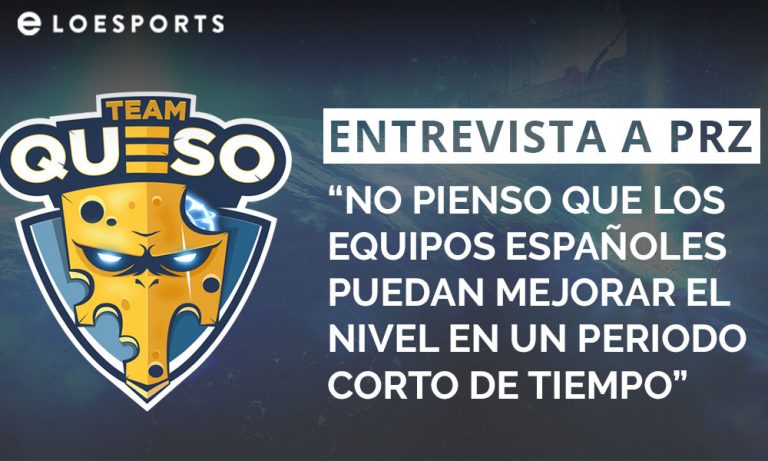 e LOESPORTS
TEAM
QUESO
ENTREVISTA A PRZ
“NO PIENSO QUE LOS
EQUIPOS ESPAÑOLES
PUEDAN MEJORAR EL
NIVEL EN UN PERIODO
CORTO DE TIEMPO”